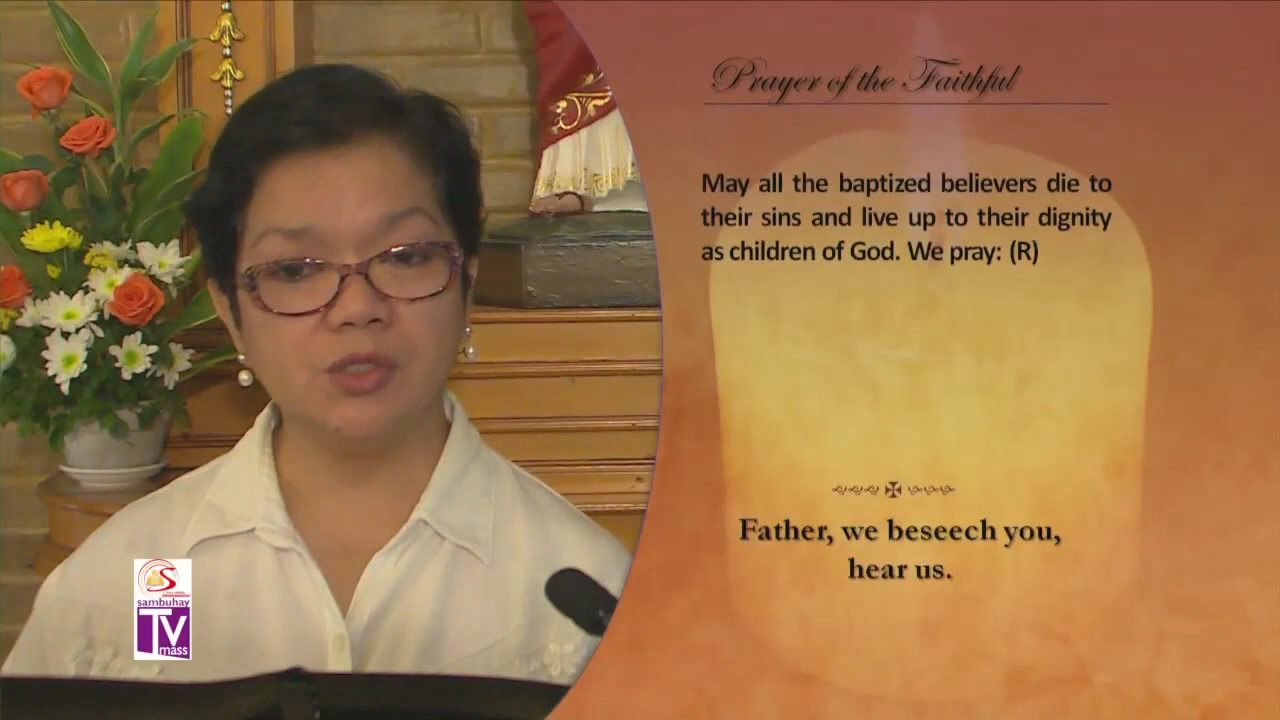 Prayer of the Faithful
May all the baptized believers die to
their sins and live up to their dignity
as children of God. We pray: (R)
Father, we beseech you,
hear us.
S
sambuhay
TV
mass